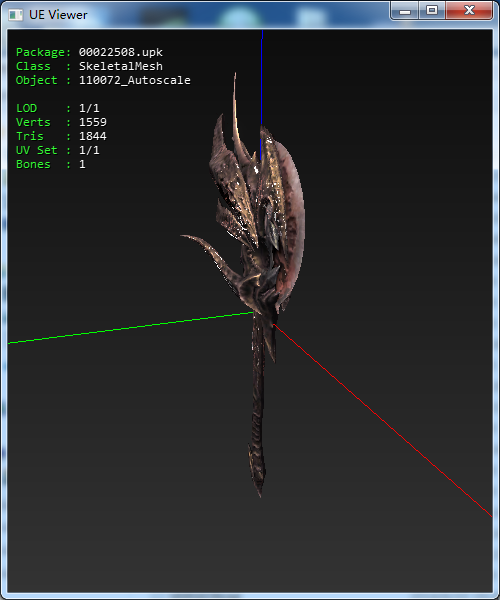 UE Viewer
Package: 00022508.upk
Class : SkeletalMesh
Object : 110072_Autoscale
LOD : 1/1
Verts : 1559
Tris : 1844
UV Set : 1/1
Bones : 1